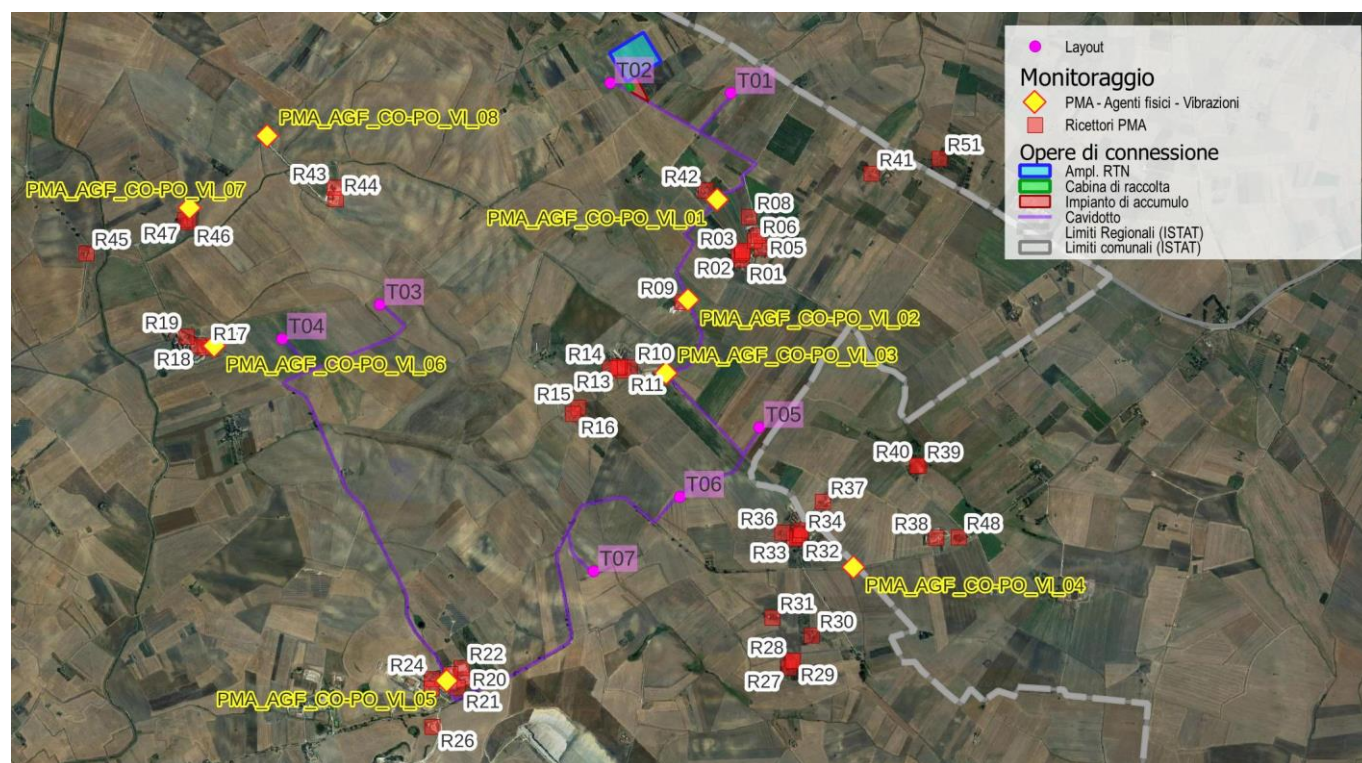 T02
T01
PMA_AGF_CO-PO_VI_08
R51
R41
R43
R44
R42
PMA_AGF_CO-PO_VI_07
PMA_AGF_CO-PO_VI_01
R08
R47
R46
R03
R06
R05
R45
R02
R01
T03
R09
PMA_AGF_CO-PO_VI_02
R19
R17
T04
R18
PMA_AGF_CO-PO_VI_06
R14
R10
PMA_AGF_CO-PO_VI_03
R13
R11
R15
R16
T05
R40
R39
T06
R37
R36
R34
R38
R48
R33
R32
T07
PMA_AGF_CO-PO_VI_04
R31
R30
R28
R22
R24
R20
R27
R29
PMA_AGF_CO-PO_VI_05
R21
R26
Layout
Monitoraggio
PMA - Agenti fisici - Vibrazioni
Ricettori PMA
Opere di connessione
Ampl. RTN
Cabina di raccolta
Impianto di accumulo
Cavidotto
Limiti Regionali (ISTAT)
Limiti comunali (ISTAT)